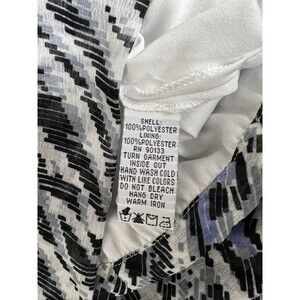 SHELL:
100%POLYESTER
LINING:
100%POLYESTER
RN 90133
TURN GARMENT
INSIDE OUT
HAND WASH COLD
WITH LIKE COLORS
DO NOT BLEACH
HANG DRY
WARM IRON